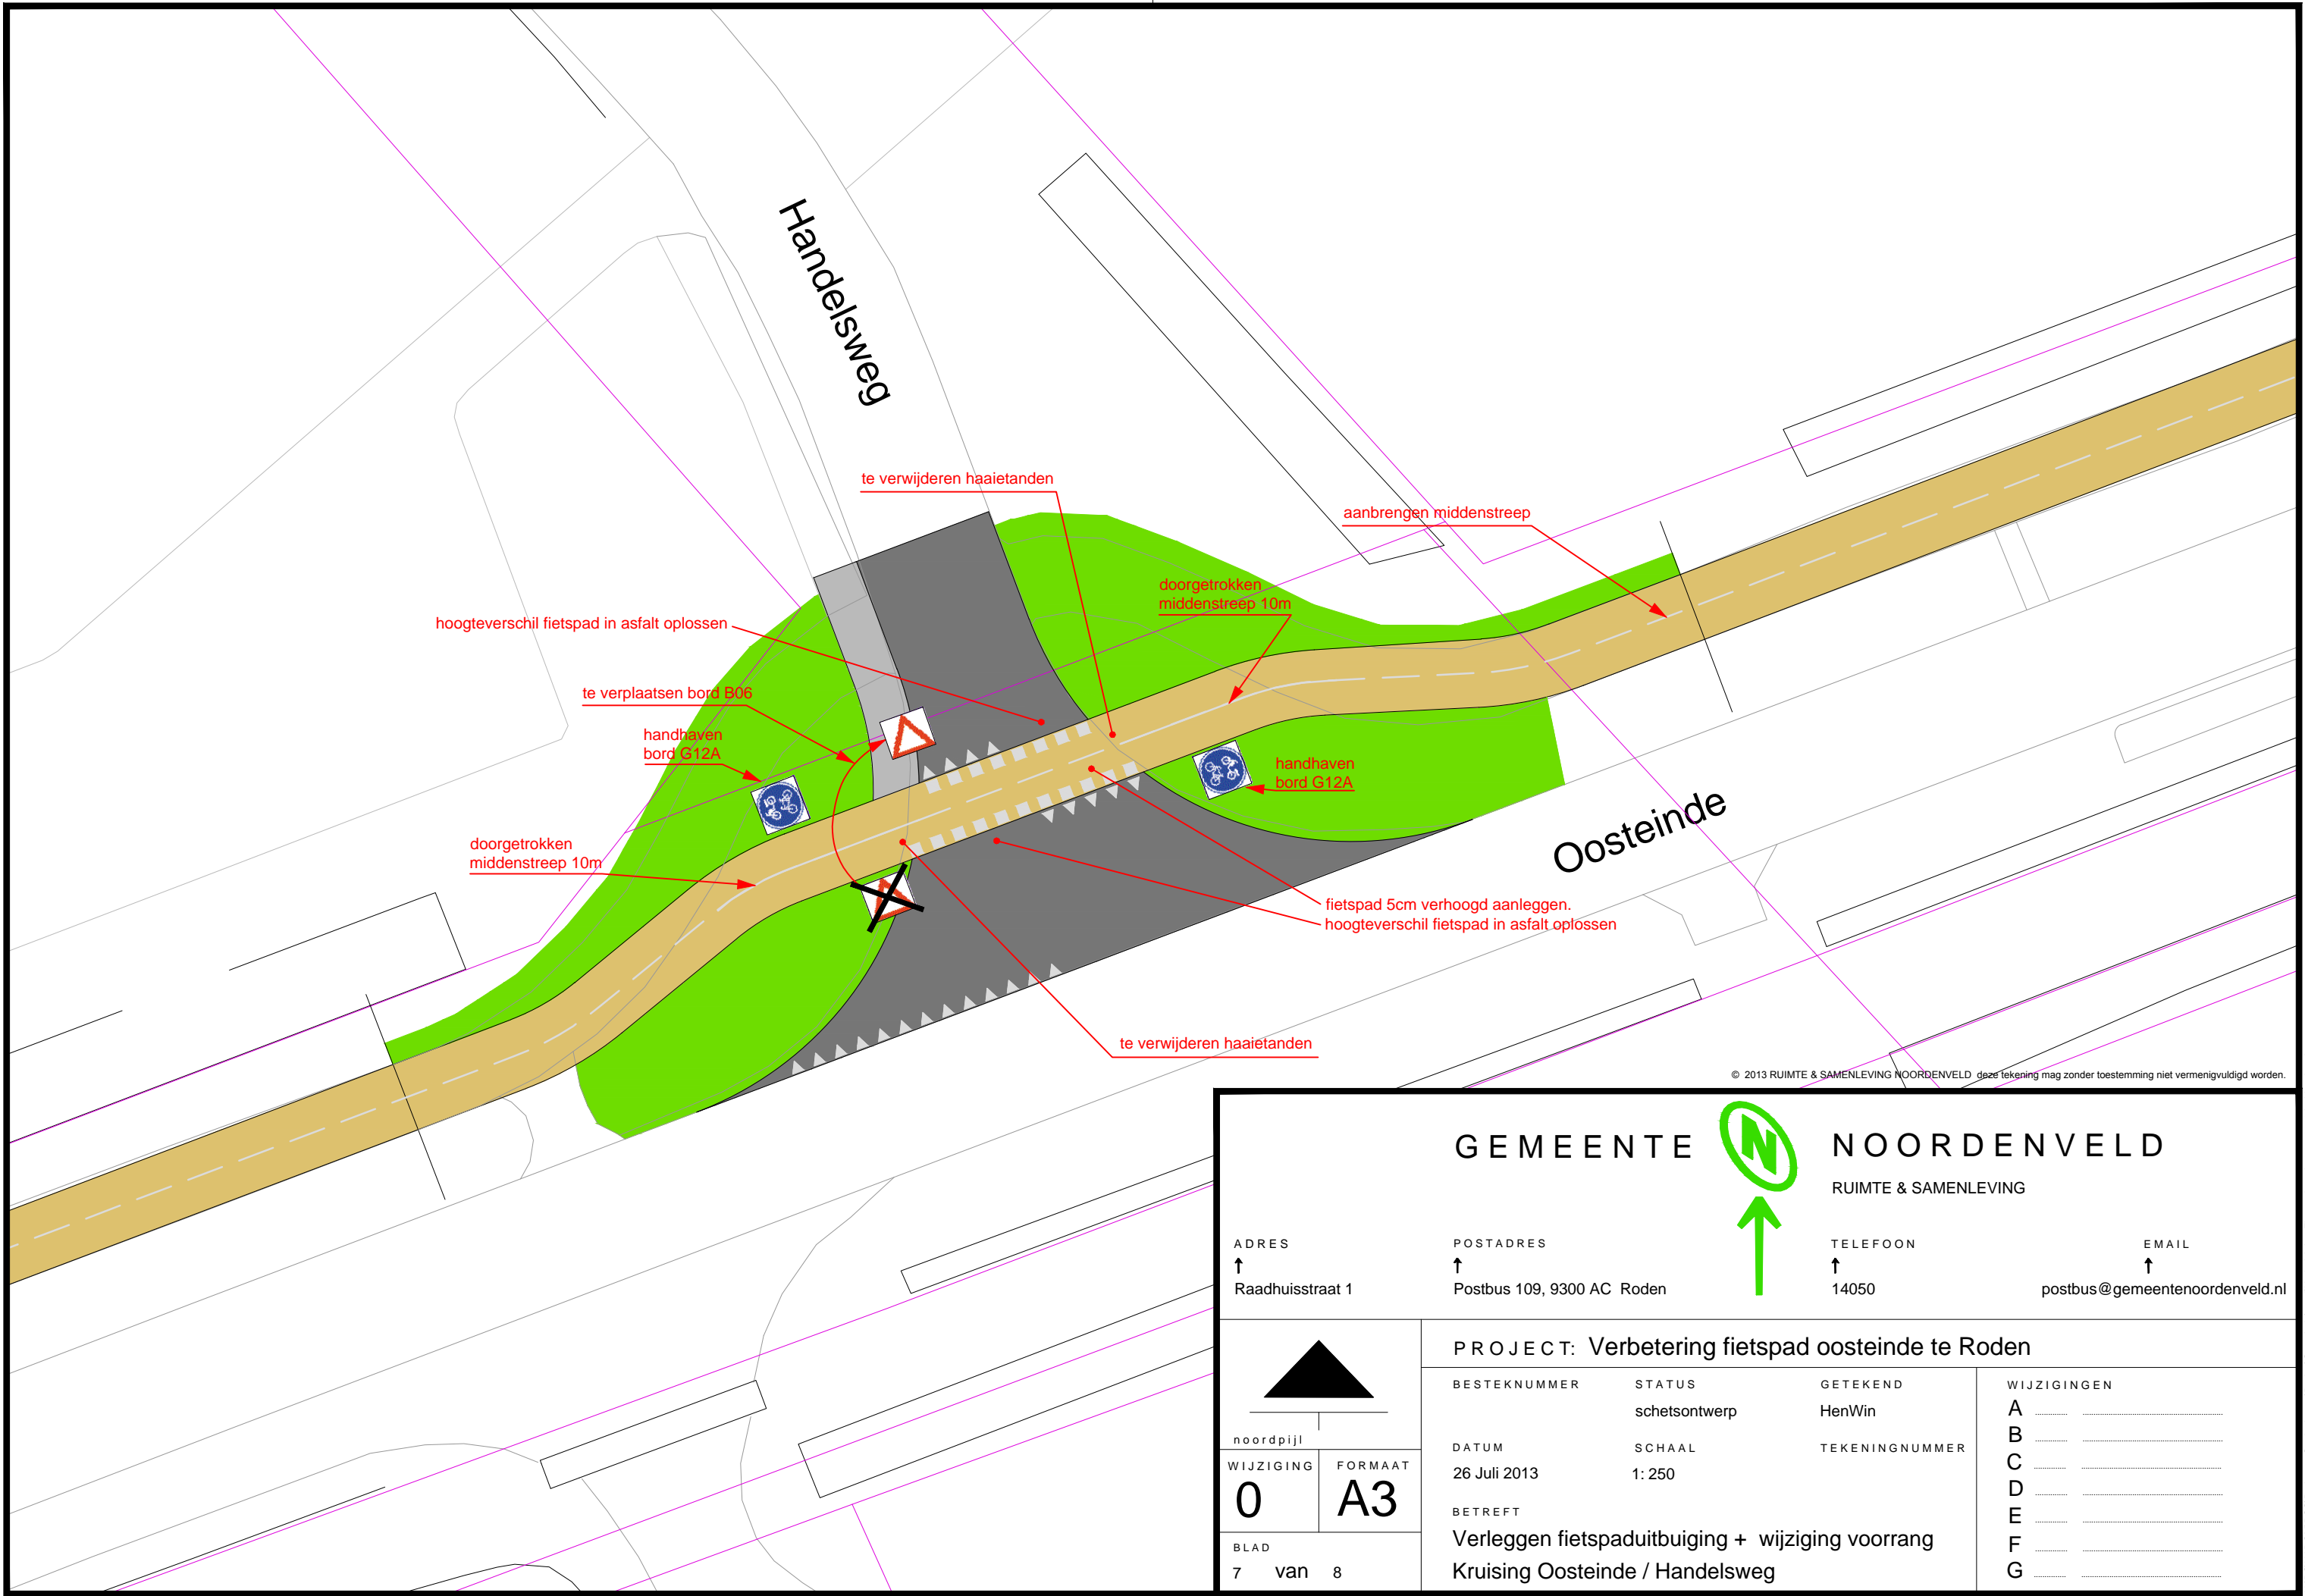 Handelsweg
te verwijderen haaietanden
aanbrengen middenstreep
doorgetrokken
middenstreep 10m
hoogteverschil fietspad in asfalt oplossen
te verplaatsen bord B06
handhaven
bord G12A
handhaven
bord G12A
Oosteinde
doorgetrokken
middenstreep 10m
fietspad 5cm verhoogd aanleggen.
hoogteverschil fietspad in asfalt oplossen
te verwijderen haaietanden
© 2013 RUIMTE & SAMENLEVING NOORDENVELD deze tekening mag zonder toestemming niet vermenigvuldigd worden.
GEMEENTE N NOORDENVELD
RUIMTE & SAMENLEVING
ADRES
Raadhuisstraat 1
POSTADRES
Postbus 109, 9300 AC Roden
TELEFOON
14050
EMAIL
postbus@gemeentenoordenveld.nl
noordpijl
WIJZIGING
0
FORMAAT
A3
BLAD
7 van 8
PROJECT: Verbetering fietspad oosteinde te Roden
BESTEKNUMMER
STATUS
schetsontwerp
GETEKEND
HenWin
DATUM
26 Juli 2013
SCHAAL
1: 250
TEKENINGNUMMER
BETREFT
Verleggen fietspaduitbuiging + wijziging voorrang
Kruising Oosteinde / Handelsweg
WIJZIGINGEN
A
B
C
D
E
F
G